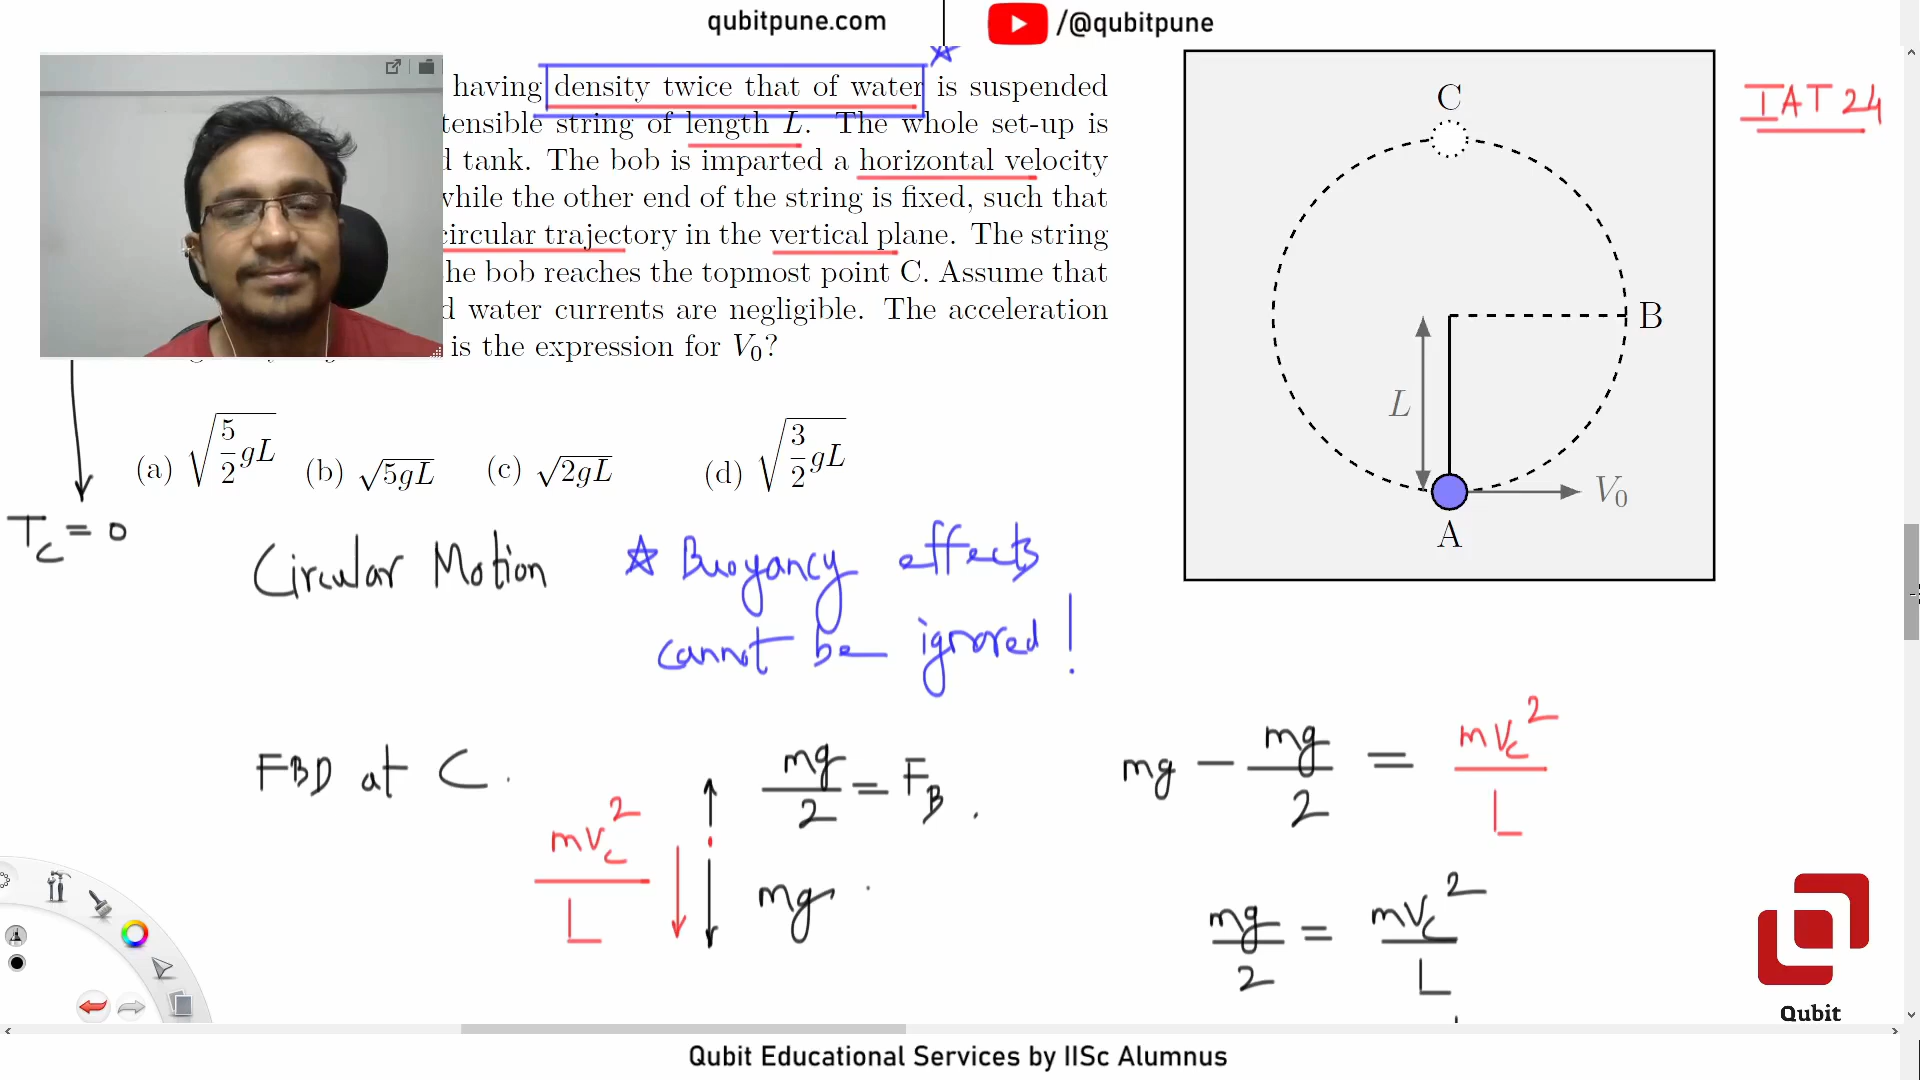 qubitpune.com
/@qubitpune
having density twice that of water is suspended
tensible string of length L. The whole set-up is
d tank. The bob is imparted a horizontal velocity
while the other end of the string is fixed, such that
circular trajectory in the vertical plane. The string
he bob reaches the topmost point C. Assume that
d water currents are negligible. The acceleration
is the expression for V₀?
(a) √(5/2 gL) (b) √5gL (c) √2gL (d) √(3/2 gL)
C
B
L
V₀
A
IAT 24
T_C = 0
Circular Motion
☆ Buoyancy effects
cannot be ignored!
FBD at C.
mg/2 = F_B.
mv_c²/L
mg
mg − mg/2 = mv_c²/L
mg/2 = mv_c²/L
Qubit
Qubit Educational Services by IISc Alumnus